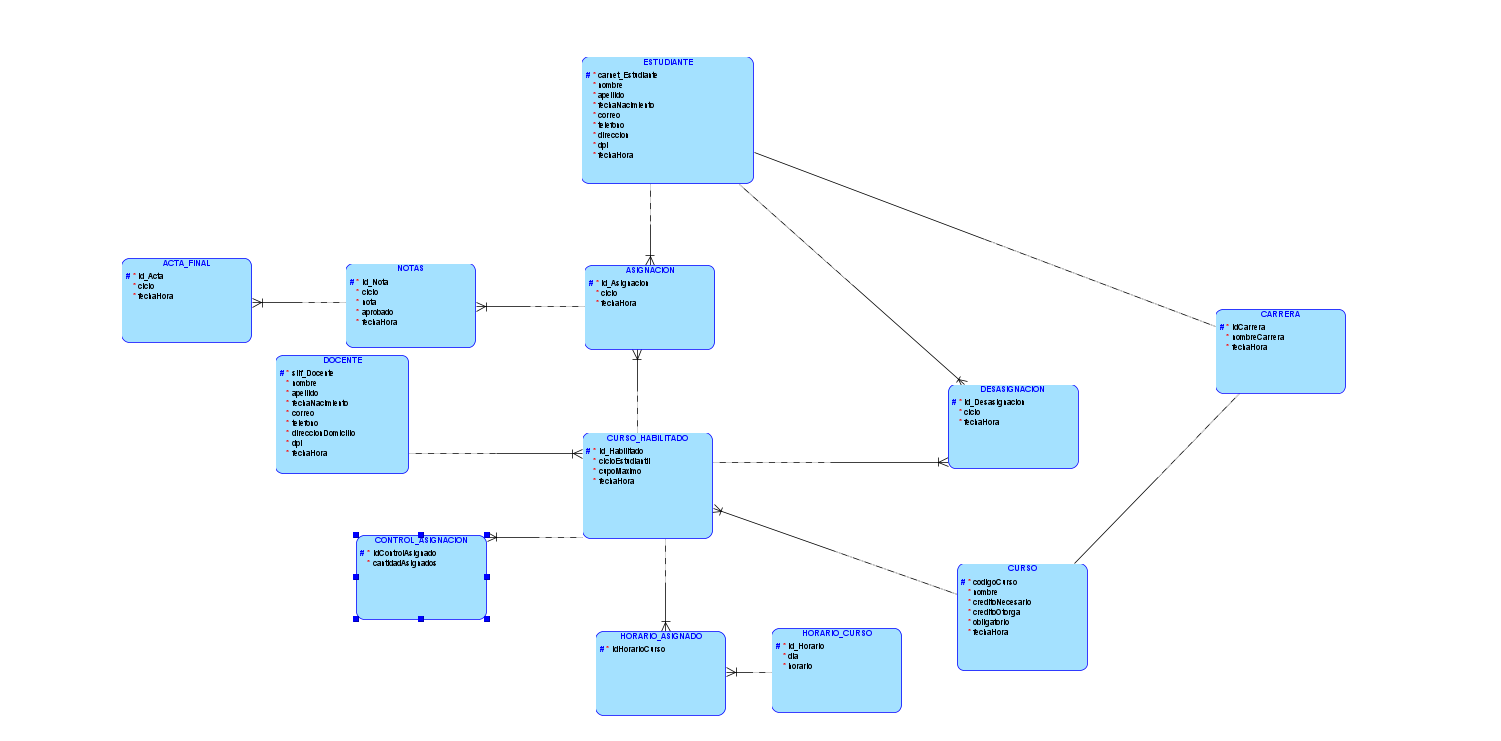 ESTUDIANTE
# * carnet_Estudiante
* nombre
* apellido
* fechaNacimiento
* correo
* telefono
* direccion
* dpi
* fechaHora
ACTA_FINAL
# * Id_Acta
* ciclo
* fechaHora
NOTAS
# * Id_Nota
* ciclo
* nota
* aprobado
* fechaHora
ASIGNACION
# * Id_Asignacion
* ciclo
* fechaHora
CARRERA
# * IdCarrera
* nombreCarrera
* fechaHora
DOCENTE
# * siif_Docente
* nombre
* apellido
* fechaNacimiento
* correo
* telefono
* direccionDomicilio
* dpi
* fechaHora
DESASIGNACION
# * Id_Desasignacion
* ciclo
* fechaHora
CURSO_HABILITADO
# * Id_Habilitado
* cicloEstudiantil
* cupoMaximo
* fechaHora
CONTROL_ASIGNACION
# * IdControlAsignado
* cantidadAsignados
CURSO
# * codigoCurso
* nombre
* creditoNecesario
* creditoOtorga
* obligatorio
* fechaHora
HORARIO_ASIGNADO
# * IdHorarioCurso
HORARIO_CURSO
# * Id_Horario
* dia
* horario